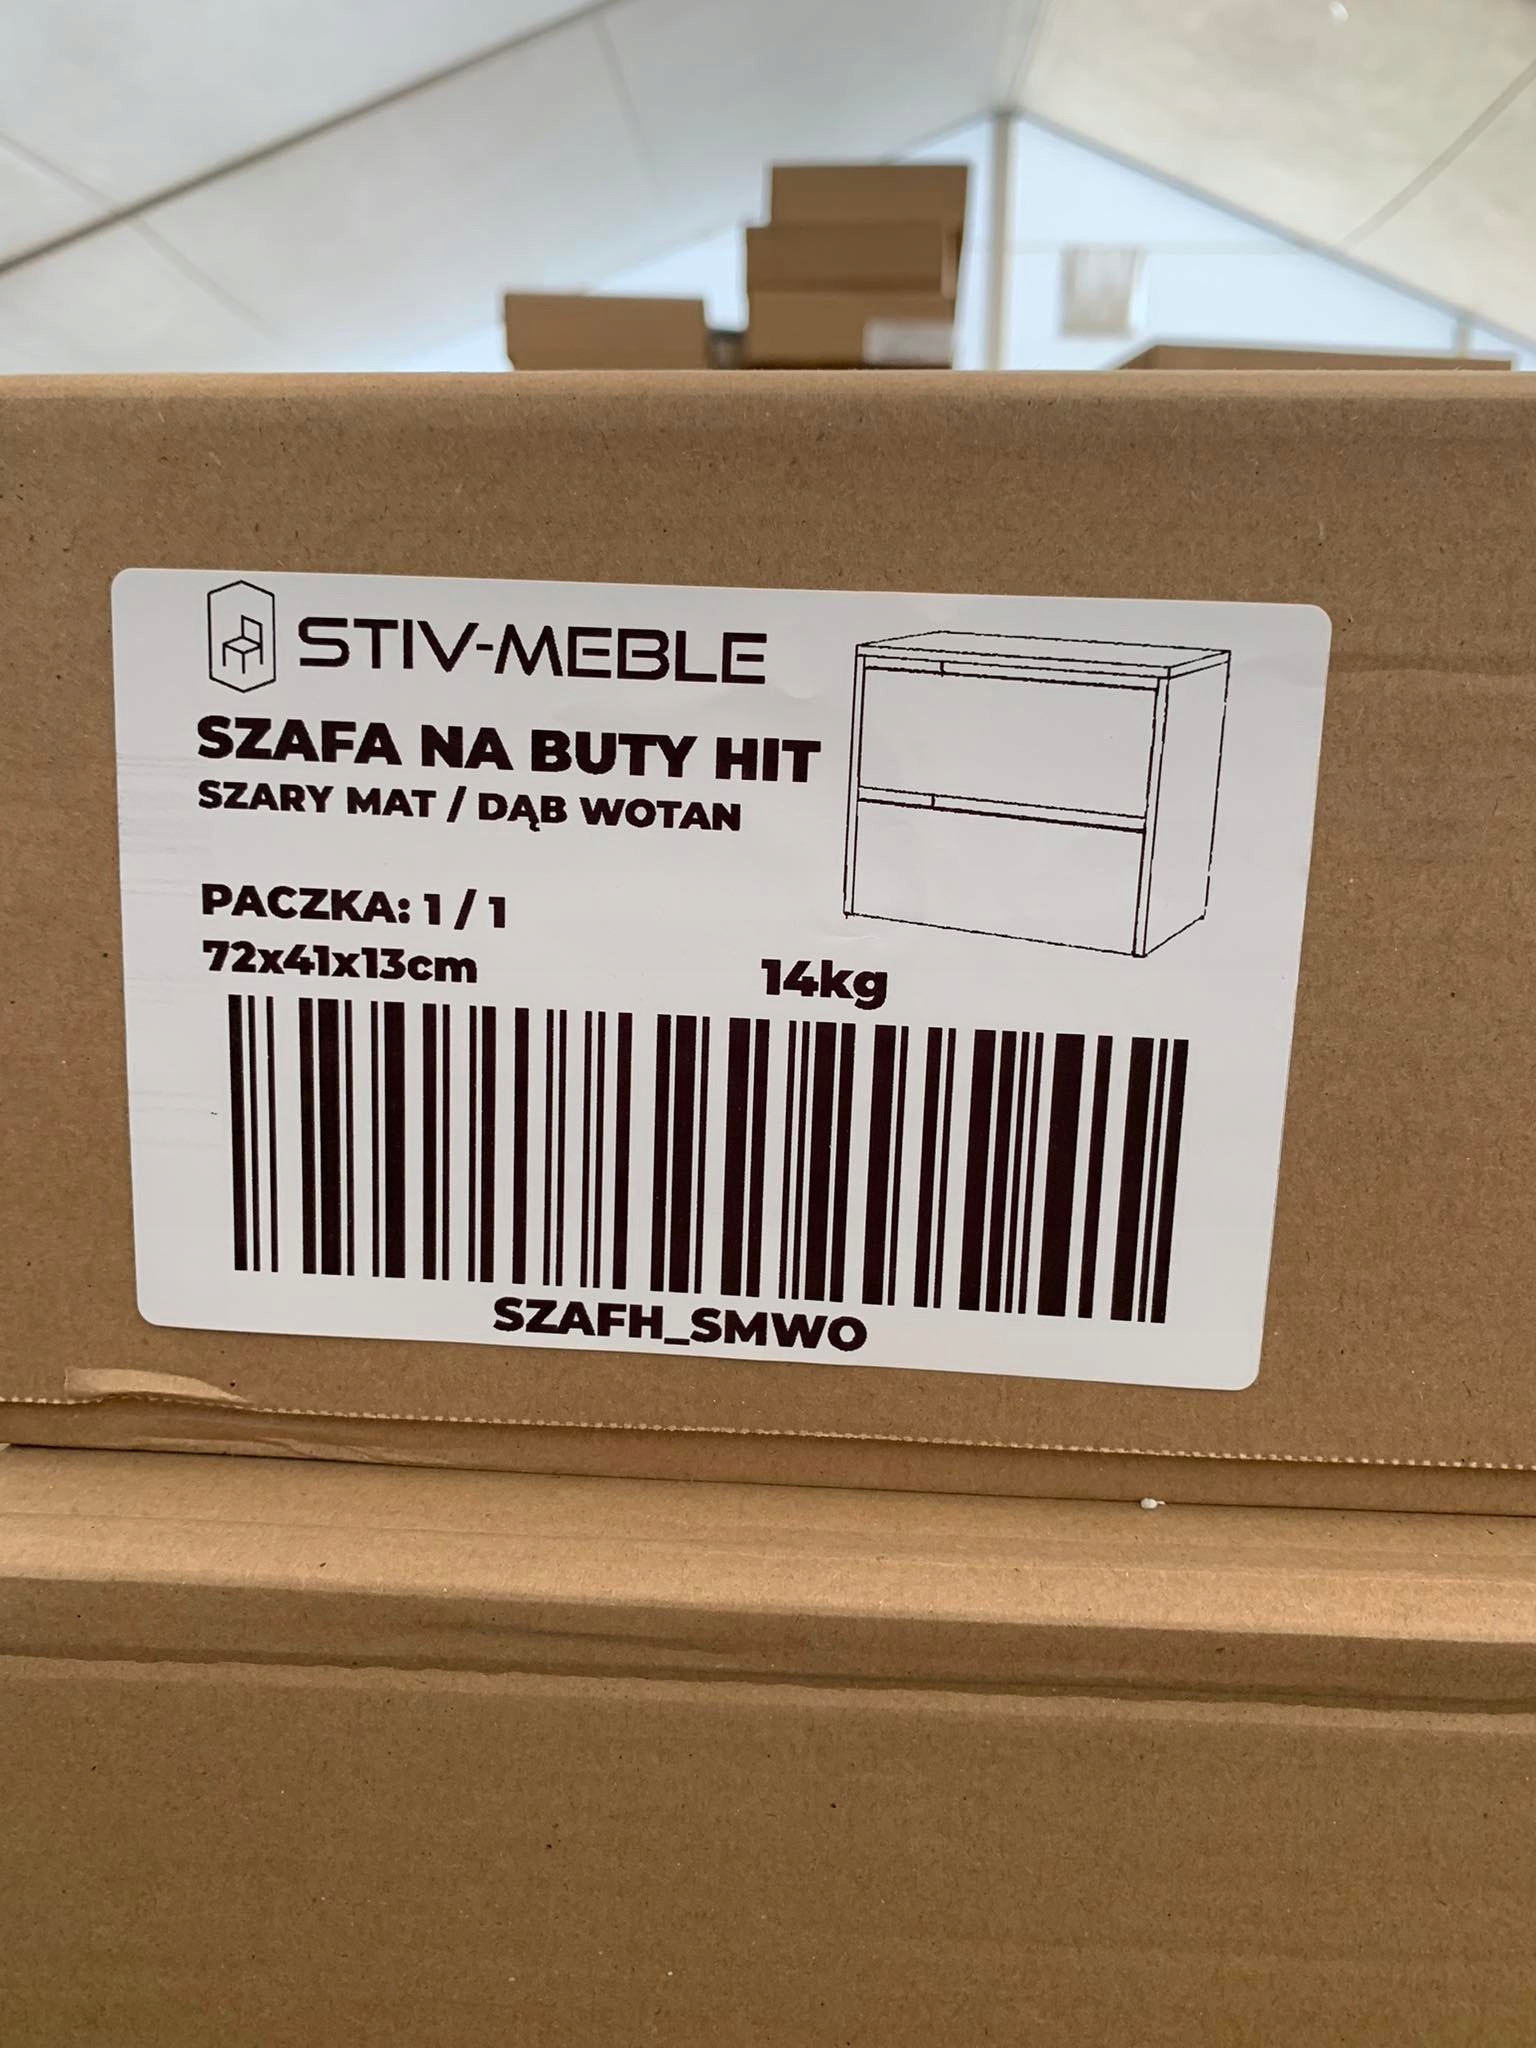 STIV-MEBLE
SZAFA NA BUTY HIT
SZARY MAT / DĄB WOTAN
PACZKA: 1 / 1
72x41x13cm
14kg
SZAFH_SMWO